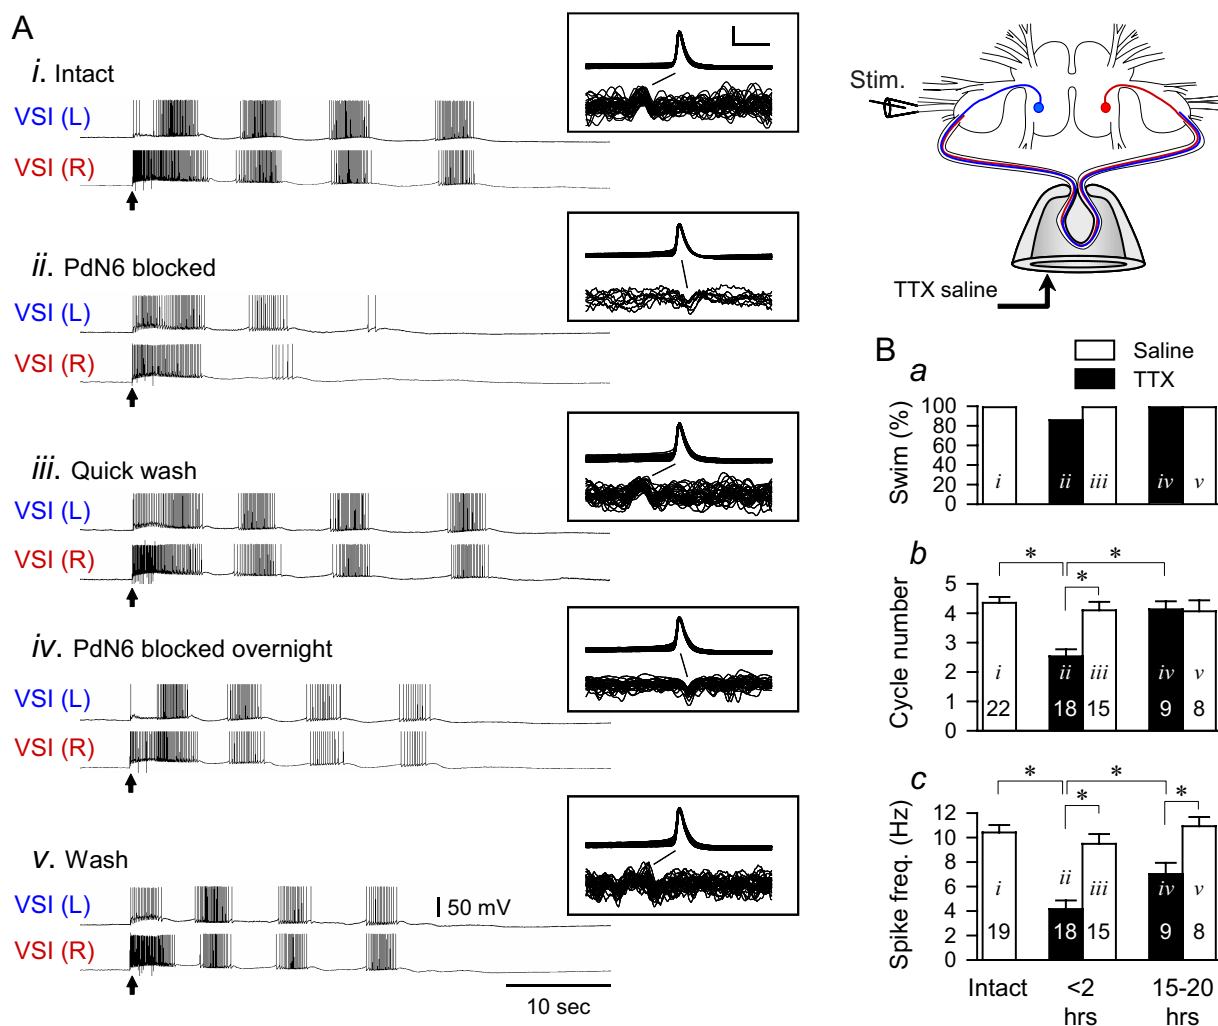 A
i. Intact
VSI (L)
VSI (R)
ii. PdN6 blocked
VSI (L)
VSI (R)
iii. Quick wash
VSI (L)
VSI (R)
iv. PdN6 blocked overnight
VSI (L)
VSI (R)
v. Wash
VSI (L)
VSI (R)
50 mV
10 sec
Stim.
TTX saline
B
Saline
TTX
a
Swim (%)
100
80
60
40
20
0
i
ii
iii
iv
v
b
Cycle number
5
4
3
2
1
0
* * *
i
ii
iii
iv
v
22
18
15
9
8
c
Spike freq. (Hz)
12
10
8
6
4
2
0
* * * *
i
ii
iii
iv
v
19
18
15
9
8
Intact
<2
hrs
15-20
hrs